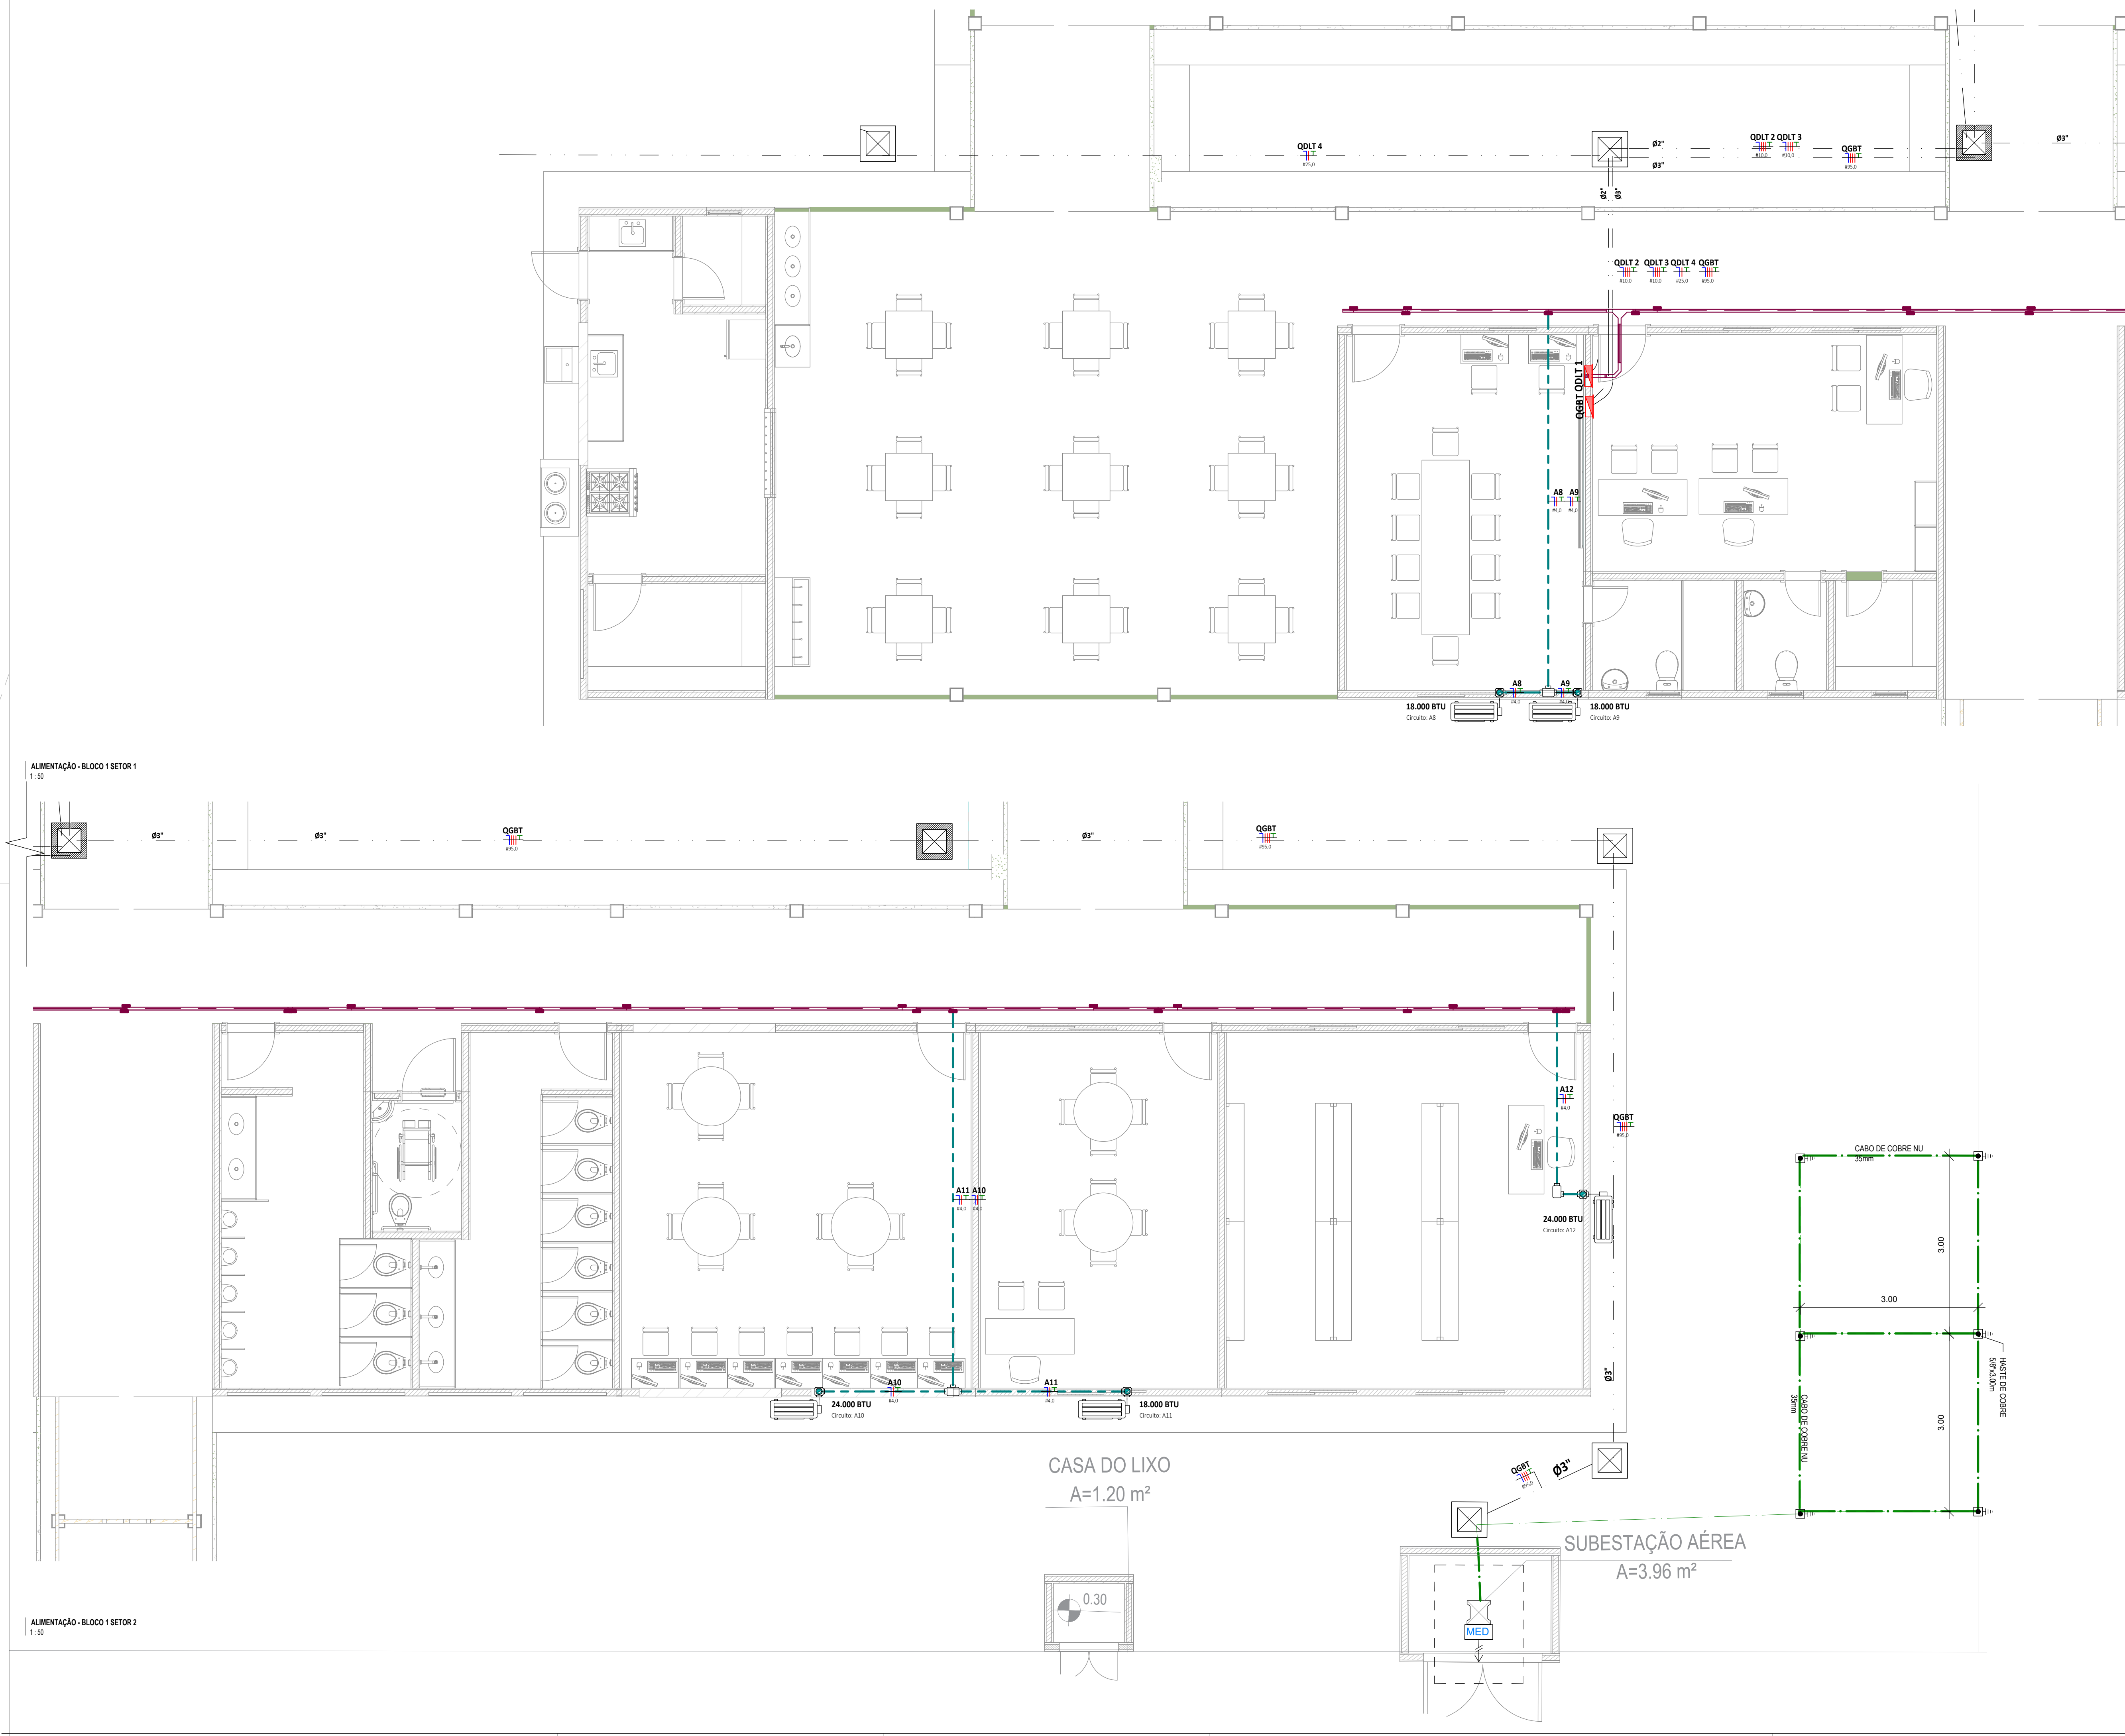 QDLT 4
#25,0
Ø2"
Ø3"
QDLT 2 QDLT 3
#10,0 #10,0
QGBT
#95,0
Ø3"
Ø2"
Ø3"
QDLT 2 QDLT 3 QDLT 4 QGBT
#10,0 #10,0 #25,0 #95,0
QGBT QDLT 1
A8 A9
#4,0 #4,0
A8 A9
#4,0 #4,0
18.000 BTU
Circuito: A8
18.000 BTU
Circuito: A9
ALIMENTAÇÃO - BLOCO 1 SETOR 1
1 : 50
Ø3"
Ø3"
QGBT
#95,0
Ø3"
QGBT
#95,0
A12
#4,0
QGBT
#95,0
A11 A10
#4,0 #4,0
24.000 BTU
Circuito: A12
A10
#4,0
A11
#4,0
24.000 BTU
Circuito: A10
18.000 BTU
Circuito: A11
Ø3"
CABO DE COBRE NU
35mm
3.00
3.00
3.00
HASTE DE COBRE
5/8"x3.00m
CABO DE COBRE NU
35mm
QGBT
#95,0
Ø3"
CASA DO LIXO
A=1.20 m²
SUBESTAÇÃO AÉREA
A=3.96 m²
0.30
MED
ALIMENTAÇÃO - BLOCO 1 SETOR 2
1 : 50